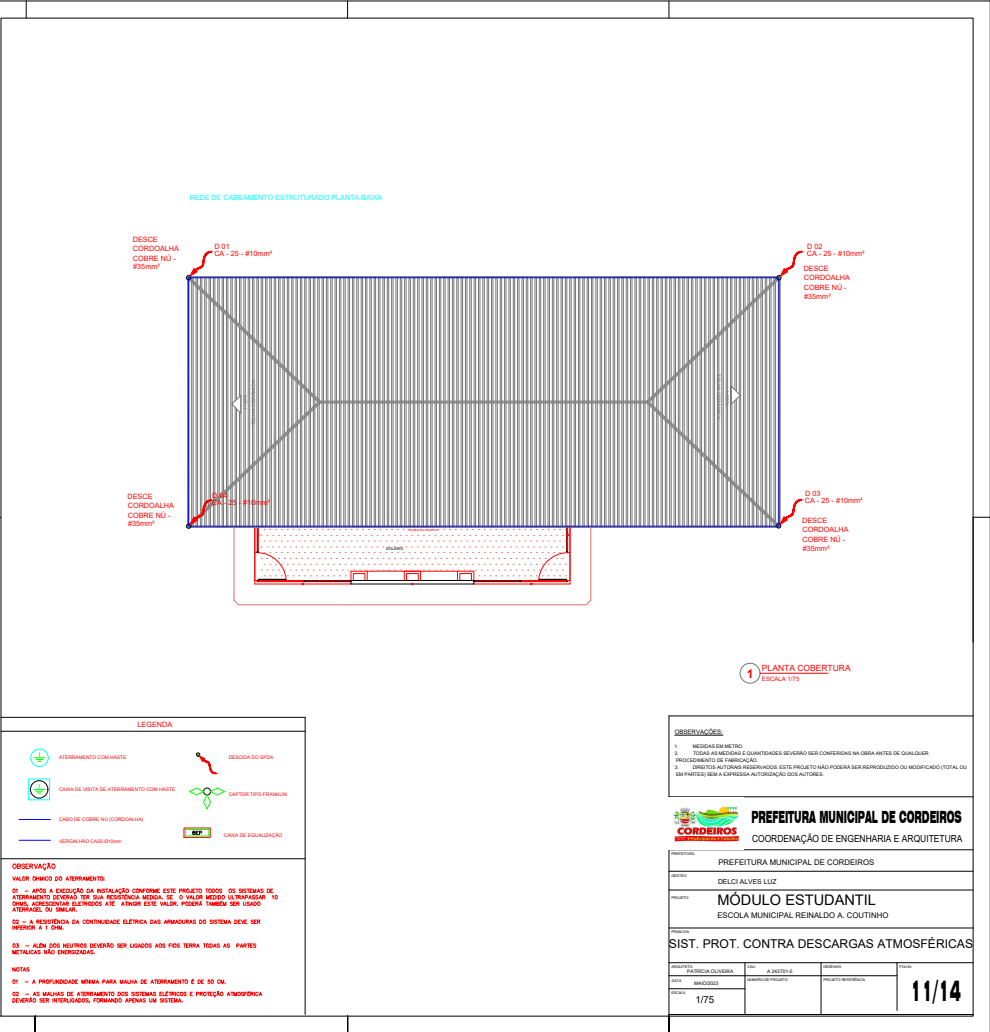 REDE DE CABEAMENTO ESTRUTURADO PLANTA BAIXA
DESCE
CORDOALHA
COBRE NÚ -
#35mm²
D 01
CA - 25 - #10mm²
D 02
CA - 25 - #10mm²
DESCE
CORDOALHA
COBRE NÚ -
#35mm²
DESCE
CORDOALHA
COBRE NÚ -
#35mm²
D 04
CA - 25 - #10mm²
D 03
CA - 25 - #10mm²
DESCE
CORDOALHA
COBRE NÚ -
#35mm²
SOLÁRIO
1
PLANTA COBERTURA
ESCALA 1/75
LEGENDA
ATERRAMENTO COM HASTE
DESCIDA DO SPDA
CAIXA DE VISITA DE ATERRAMENTO COM HASTE
CAPTOR TIPO FRANKLIN
CABO DE COBRE NÚ (CORDOALHA)
BEP
CAIXA DE EQUALIZAÇÃO
VERGALHÃO CA25-Ø10mm
OBSERVAÇÃO
VALOR OHMICO DO ATERRAMENTO:
01 - APÓS A EXECUÇÃO DA INSTALAÇÃO CONFORME ESTE PROJETO TODOS OS SISTEMAS DE
ATERRAMENTO DEVERÃO TER SUA RESISTÊNCIA MEDIDA. SE O VALOR MEDIDO ULTRAPASSAR 10
OHMS, ACRESCENTAR ELETRODOS ATÉ ATINGIR ESTE VALOR. PODERÁ TAMBÉM SER USADO
ATERRAGEL OU SIMILAR.
02 - A RESISTÊNCIA DA CONTINUIDADE ELÉTRICA DAS ARMADURAS DO SISTEMA DEVE SER
INFERIOR A 1 OHM.
03 - ALÉM DOS NEUTROS DEVERÃO SER LIGADOS AOS FIOS TERRA TODAS AS PARTES
METALICAS NÃO ENERGIZADAS.
NOTAS
01 - A PROFUNDIDADE MÍNIMA PARA MALHA DE ATERRAMENTO É DE 50 CM.
02 - AS MALHAS DE ATERRAMENTO DOS SISTEMAS ELÉTRICOS E PROTEÇÃO ATMOSFÉRICA
DEVERÃO SER INTERLIGADOS, FORMANDO APENAS UM SISTEMA.
OBSERVAÇÕES:
1. MEDIDAS EM METRO.
2. TODAS AS MEDIDAS E QUANTIDADES SEVERÃO SER CONFERIDAS NA OBRA ANTES DE QUALQUER
PROCEDIMENTO DE FABRICAÇÃO.
3. DIREITOS AUTORAIS RESERVADOS: ESTE PROJETO NÃO PODERÁ SER REPRODUZIDO OU MODIFICADO (TOTAL OU
EM PARTES) SEM A EXPRESSA AUTORIZAÇÃO DOS AUTORES.
CORDEIROS
PREFEITURA MUNICIPAL DE CORDEIROS
COORDENAÇÃO DE ENGENHARIA E ARQUITETURA
PREFEITURA
PREFEITURA MUNICIPAL DE CORDEIROS
GESTÃO
DELCI ALVES LUZ
PROJETO
MÓDULO ESTUDANTIL
ESCOLA MUNICIPAL REINALDO A. COUTINHO
PRANCHA
SIST. PROT. CONTRA DESCARGAS ATMOSFÉRICAS
ARQUITETO
PATRÍCIA OLIVEIRA
CAU
A 243701-5
DESENHO
FOLHA
11/14
DATA
MAIO/2023
NÚMERO DE PROJETO
PROJETO REFERÊNCIA
ESCALA
1/75